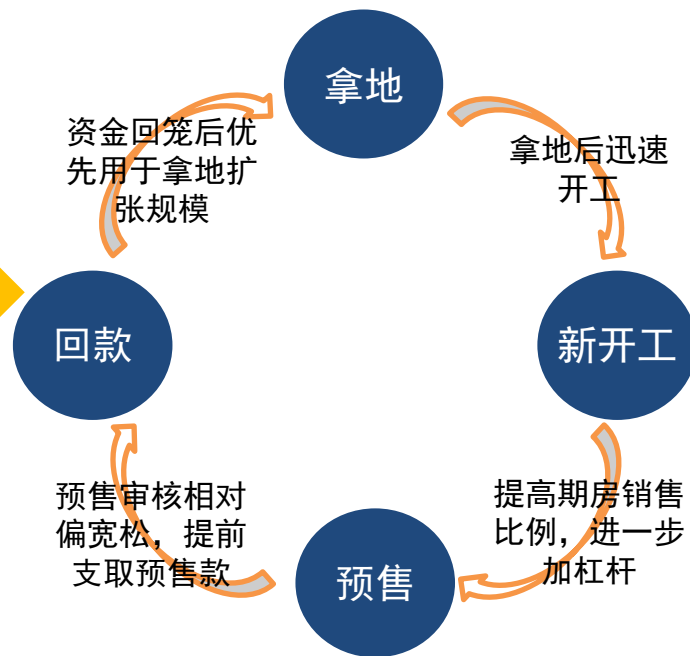 拿地
资金回笼后优
先用于拿地扩
张规模
拿地后迅速
开工
回款
新开工
预售审核相对
偏宽松，提前
支取预售款
提高期房销售
比例，进一步
加杠杆
预售